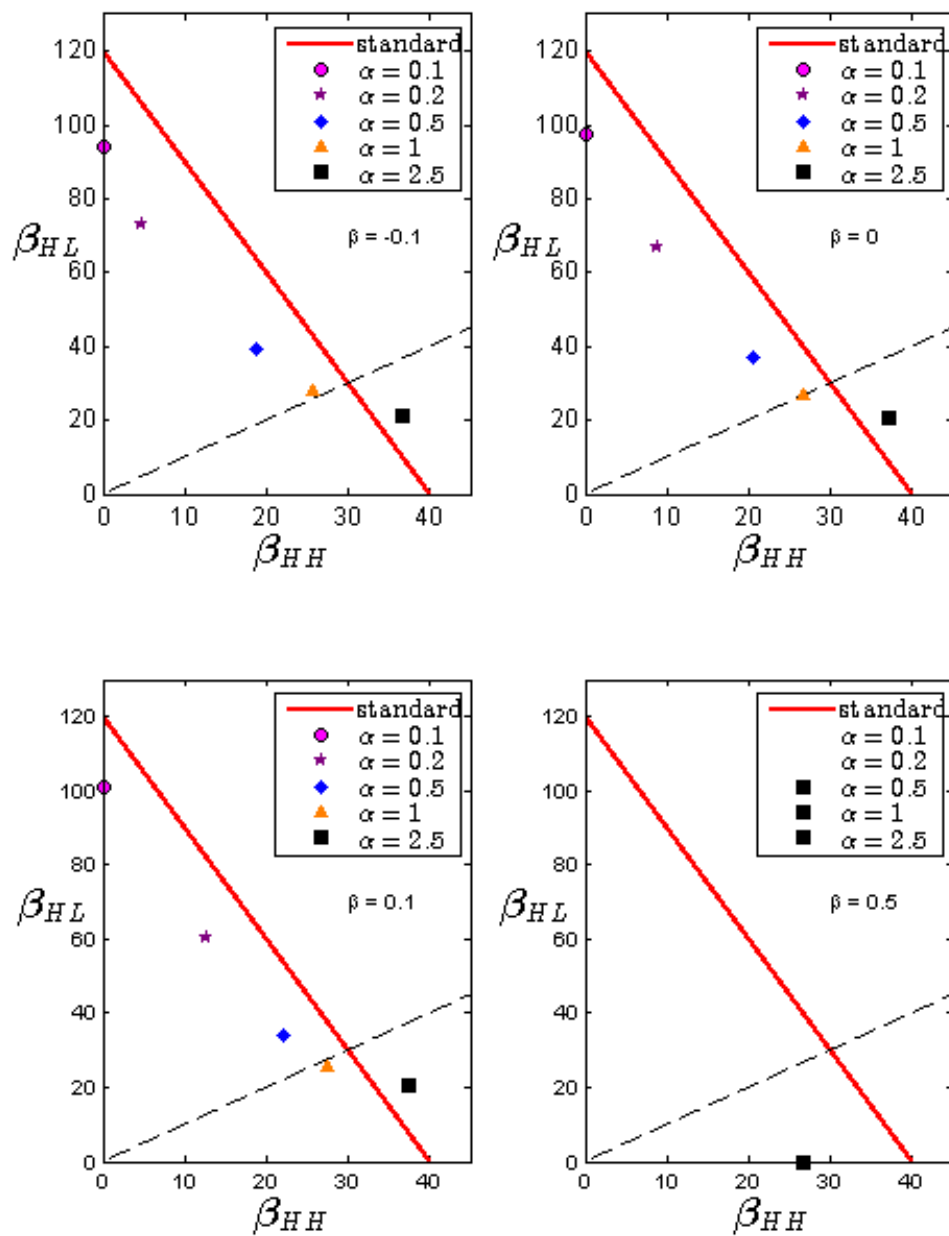 120
100
80
60
40
20
0
β_HL
standard
α = 0.1
α = 0.2
α = 0.5
α = 1
α = 2.5
β = -0.1
0 10 20 30 40
β_HH
120
100
80
60
40
20
0
β_HL
standard
α = 0.1
α = 0.2
α = 0.5
α = 1
α = 2.5
β = 0
0 10 20 30 40
β_HH
120
100
80
60
40
20
0
β_HL
standard
α = 0.1
α = 0.2
α = 0.5
α = 1
α = 2.5
β = 0.1
0 10 20 30 40
β_HH
120
100
80
60
40
20
0
β_HL
standard
α = 0.1
α = 0.2
α = 0.5
α = 1
α = 2.5
β = 0.5
0 10 20 30 40
β_HH